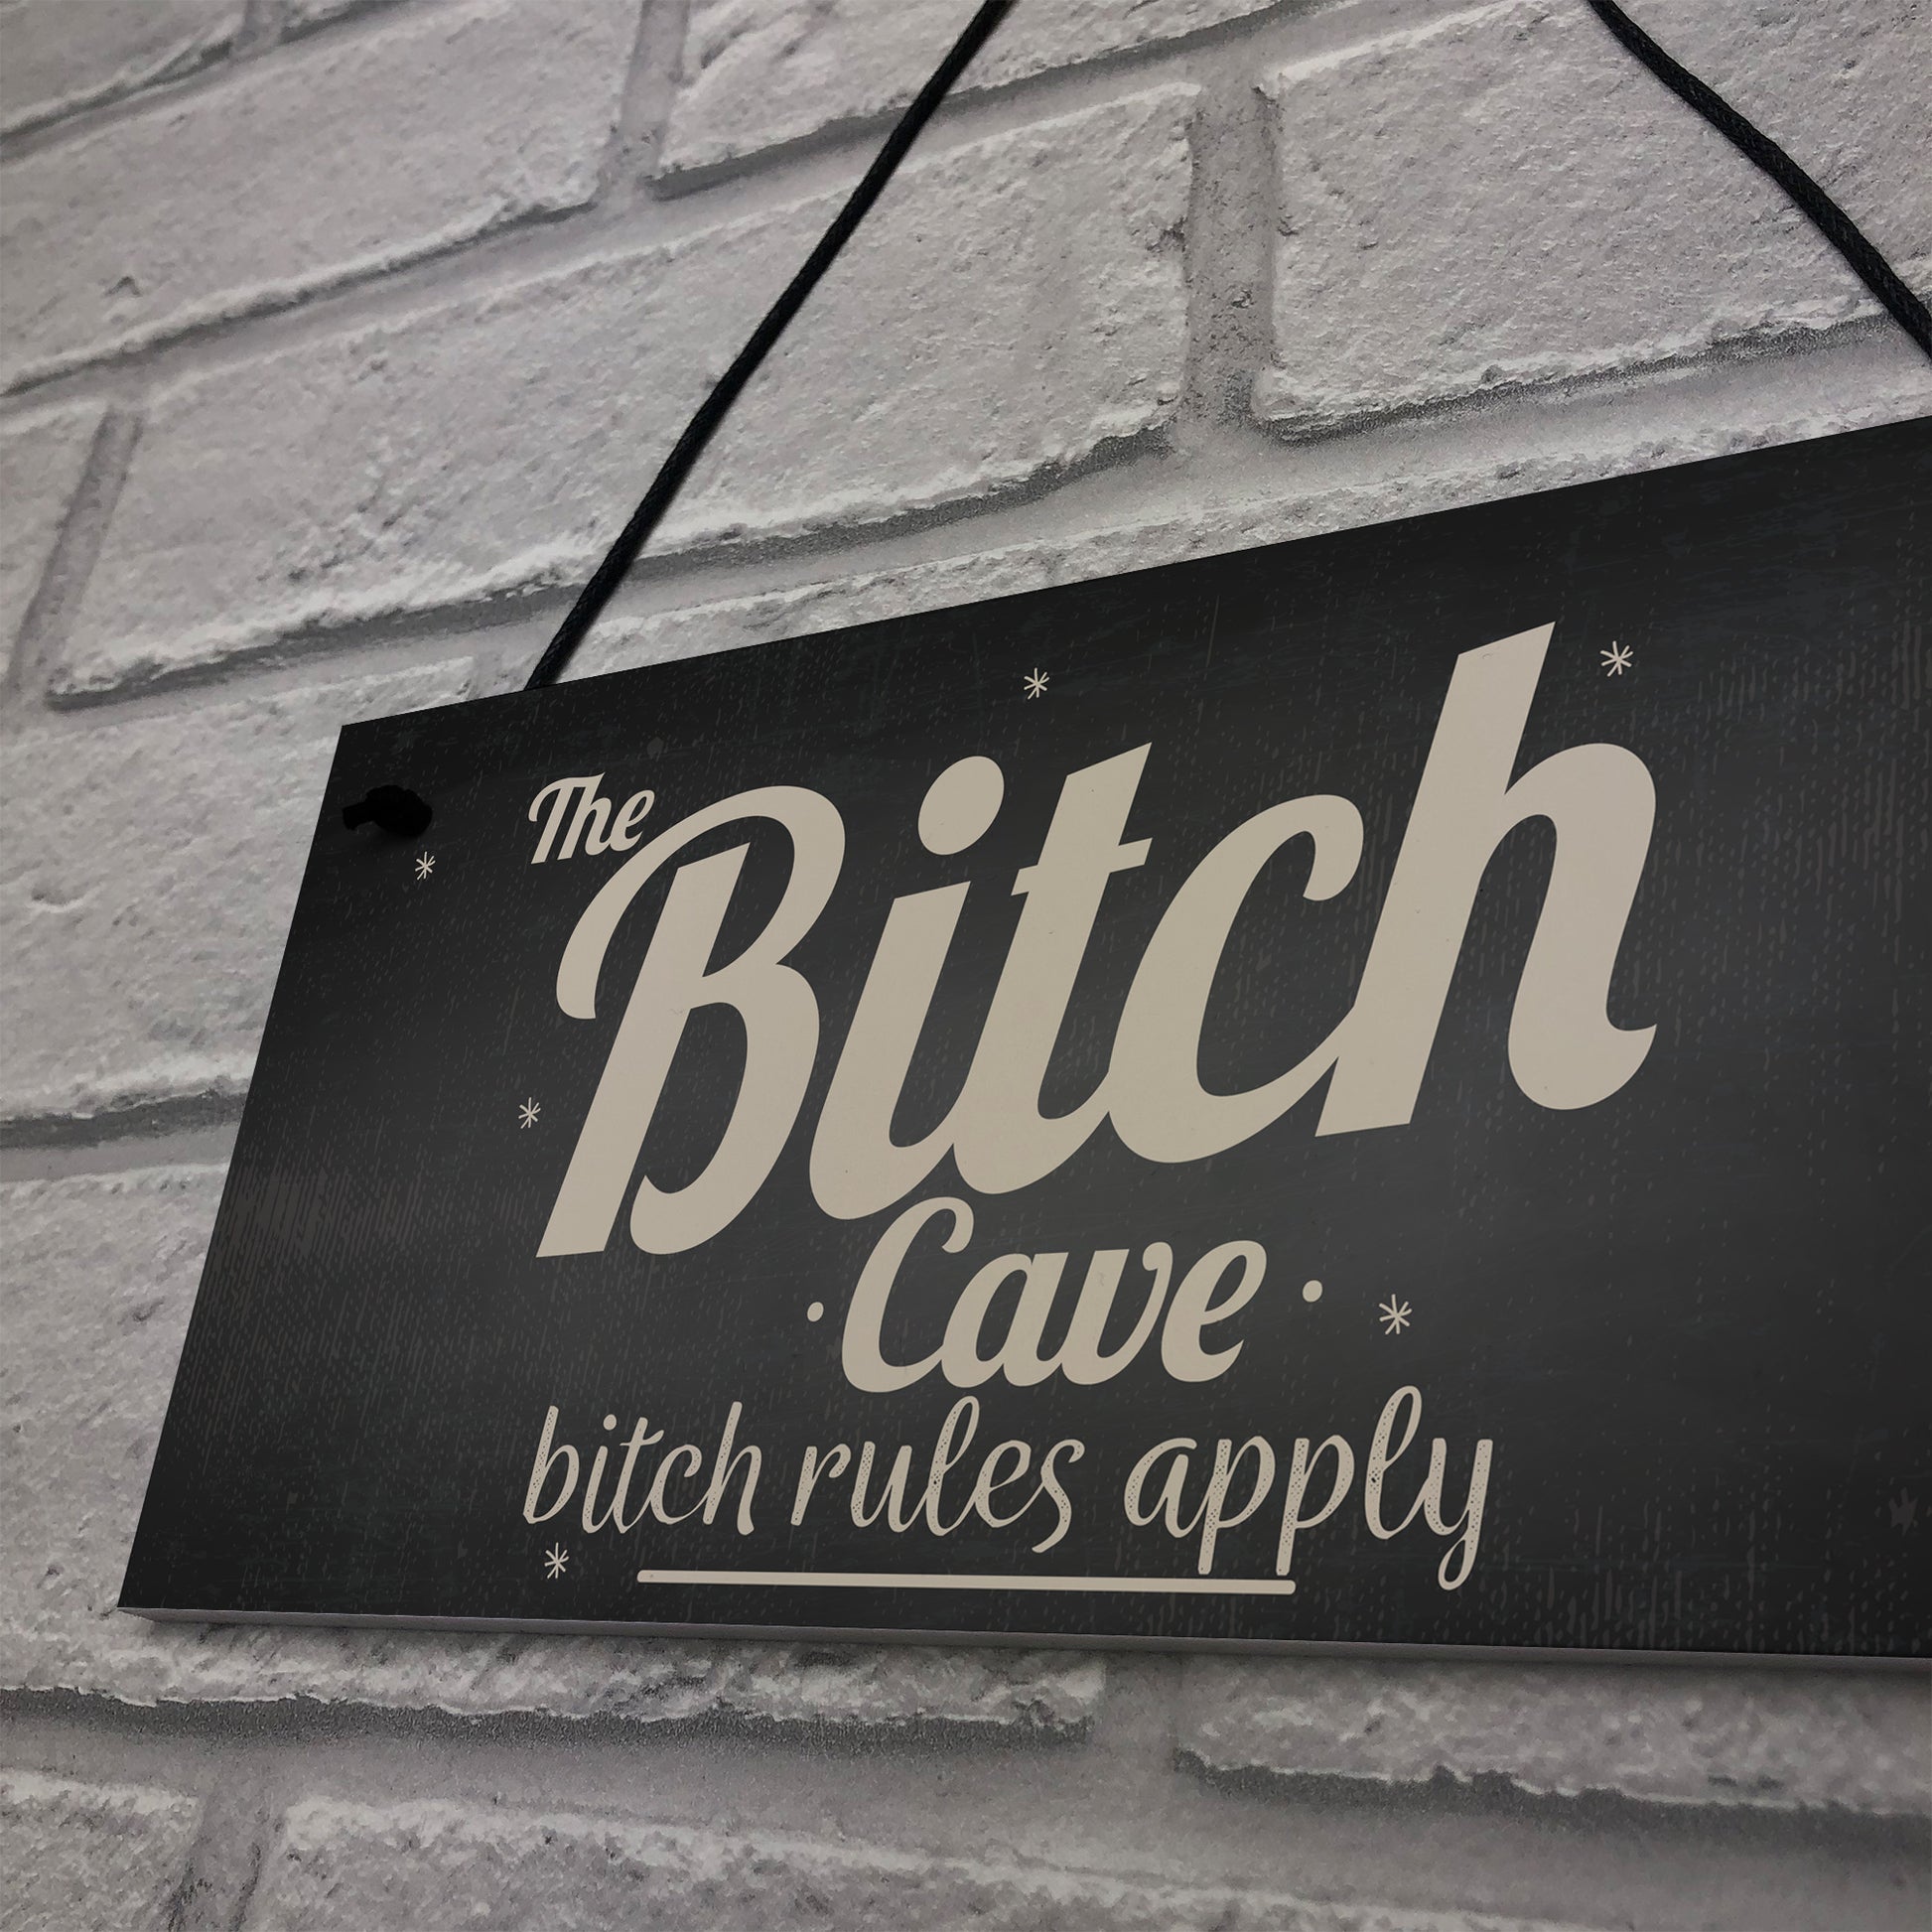 The
Bitch
Cave
bitch rules apply